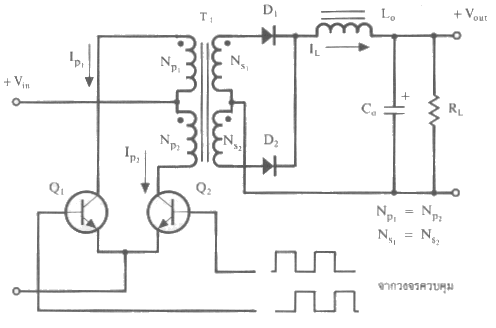 T₁
D₁
Lₒ
+ Vout
Ip₁
Np₁
Ns₁
IL
+ Vin
Cₒ
+
RL
Np₂
Ns₂
D₂
Ip₂
Q₁
Q₂
Np₁ = Np₂
Ns₁ = Ns₂
จากวงจรควบคุม